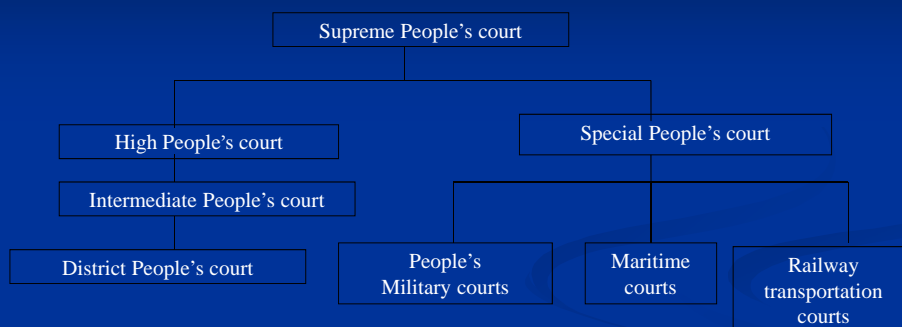 Supreme People’s court
High People’s court
Special People’s court
Intermediate People’s court
District People’s court
People’s
Military courts
Maritime
courts
Railway
transportation
courts